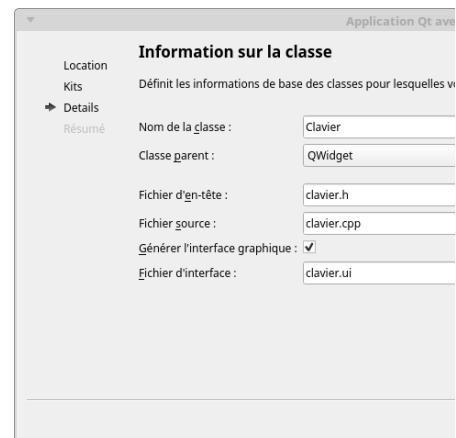 Application Qt ave
Information sur la classe
Location
Kits
Details
Résumé
Définit les informations de base des classes pour lesquelles v
Nom de la classe :
Clavier
Classe parent :
QWidget
Fichier d'en-tête :
clavier.h
Fichier source :
clavier.cpp
Générer l'interface graphique :
Fichier d'interface :
clavier.ui